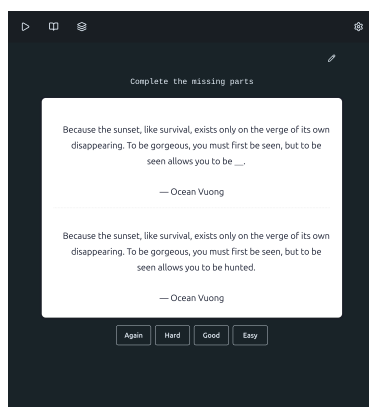 Complete the missing parts
Because the sunset, like survival, exists only on the verge of its own
disappearing. To be gorgeous, you must first be seen, but to be
seen allows you to be __.
— Ocean Vuong
Because the sunset, like survival, exists only on the verge of its own
disappearing. To be gorgeous, you must first be seen, but to be
seen allows you to be hunted.
— Ocean Vuong
Again Hard Good Easy